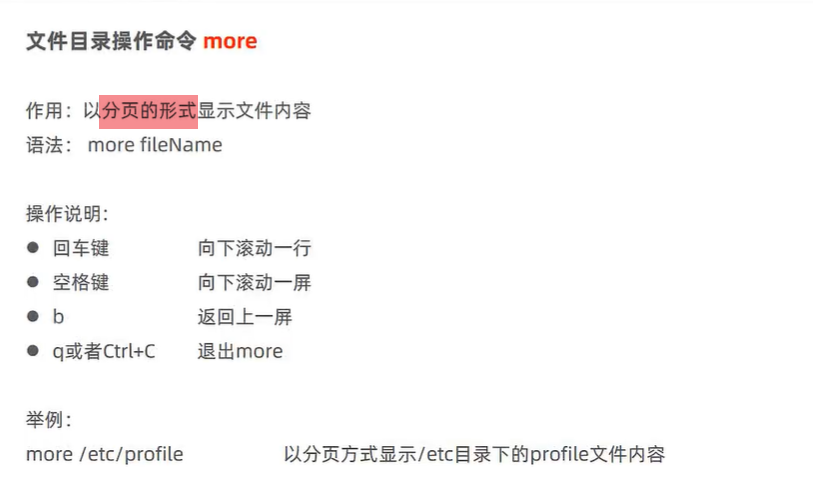 文件目录操作命令 more
作用：以分页的形式显示文件内容
语法： more fileName
操作说明：
● 回车键 向下滚动一行
● 空格键 向下滚动一屏
● b 返回上一屏
● q或者Ctrl+C 退出more
举例：
more /etc/profile 以分页方式显示/etc目录下的profile文件内容